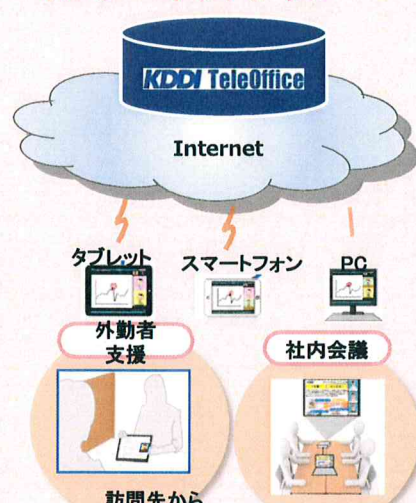 KDDI TeleOffice
Internet
タブレット
スマートフォン
PC
外勤者
支援
社内会議
訪問先から